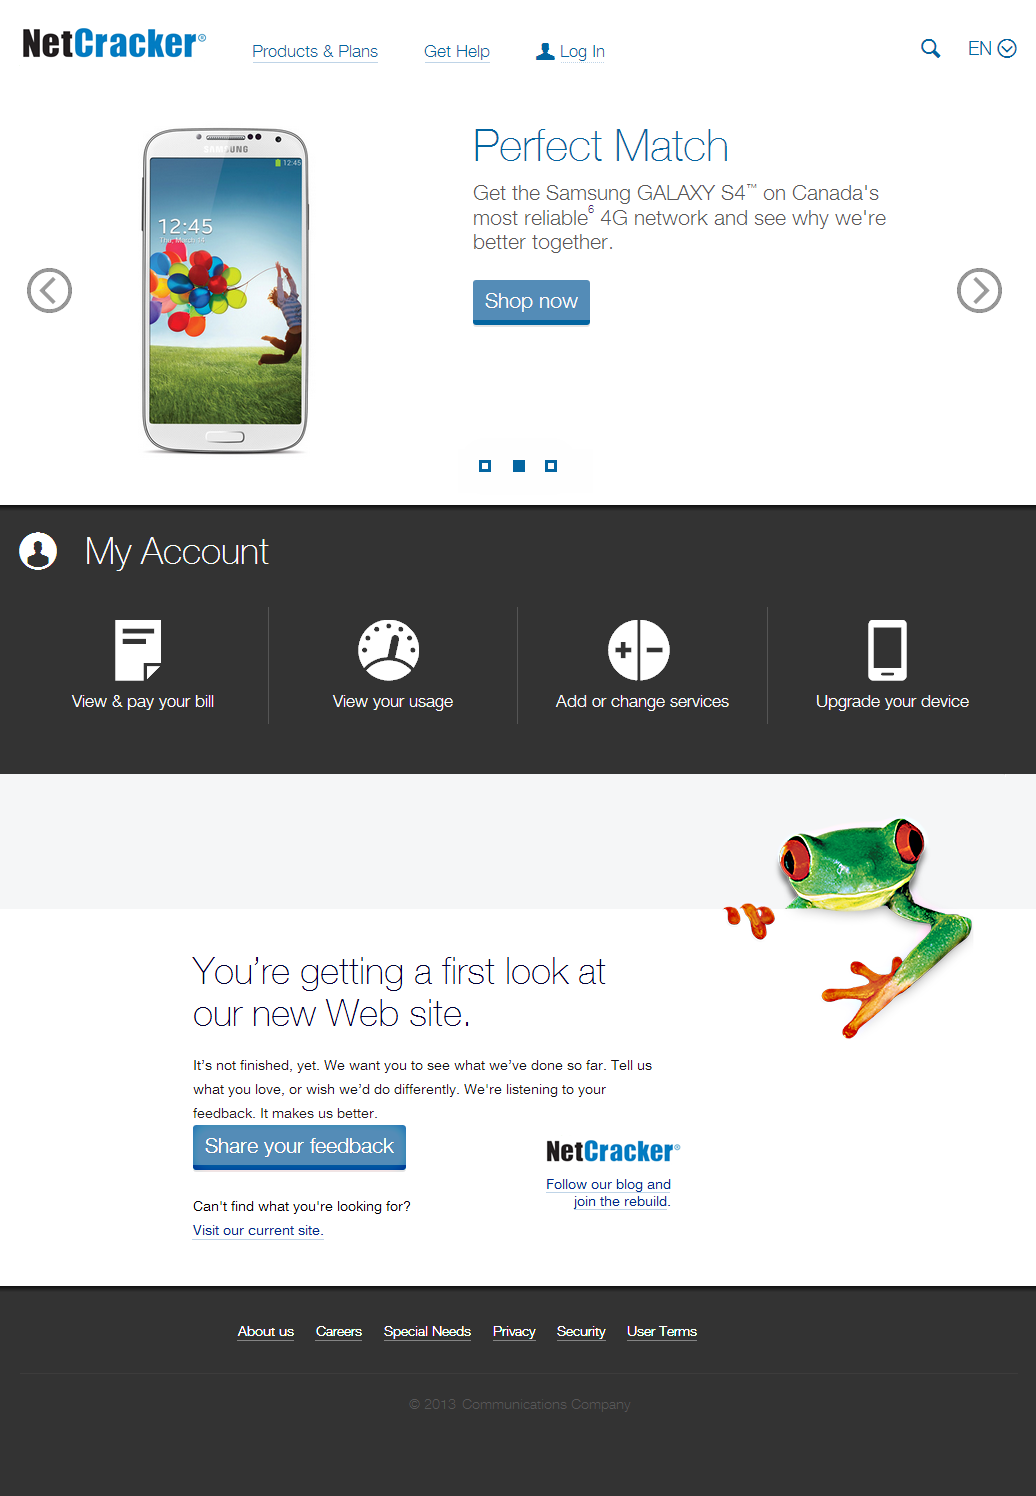 NetCracker®
Products & Plans
Get Help
Log In
EN
SAMSUNG
12:45
12:45
Thu, March 14
Perfect Match
Get the Samsung GALAXY S4™ on Canada's
most reliable⁶ 4G network and see why we're
better together.
Shop now
My Account
View & pay your bill
View your usage
Add or change services
Upgrade your device
You’re getting a first look at
our new Web site.
It’s not finished, yet. We want you to see what we’ve done so far. Tell us
what you love, or wish we’d do differently. We're listening to your
feedback. It makes us better.
Share your feedback
NetCracker®
Follow our blog and
join the rebuild.
Can't find what you're looking for?
Visit our current site.
About us
Careers
Special Needs
Privacy
Security
User Terms
© 2013 Communications Company